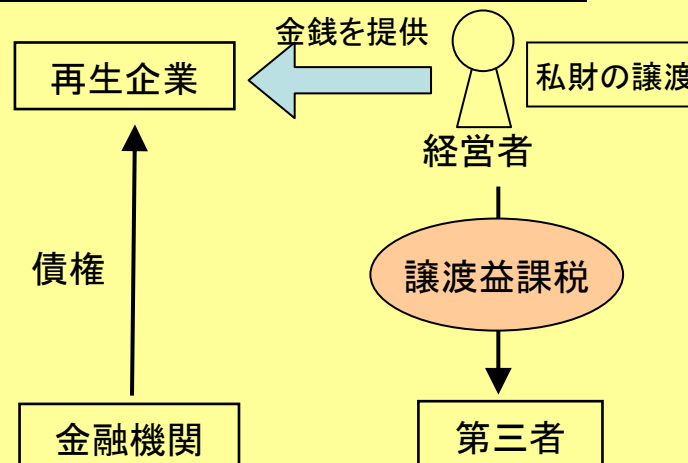 金銭を提供
再生企業
私財の譲渡
経営者
債権
譲渡益課税
金融機関
第三者